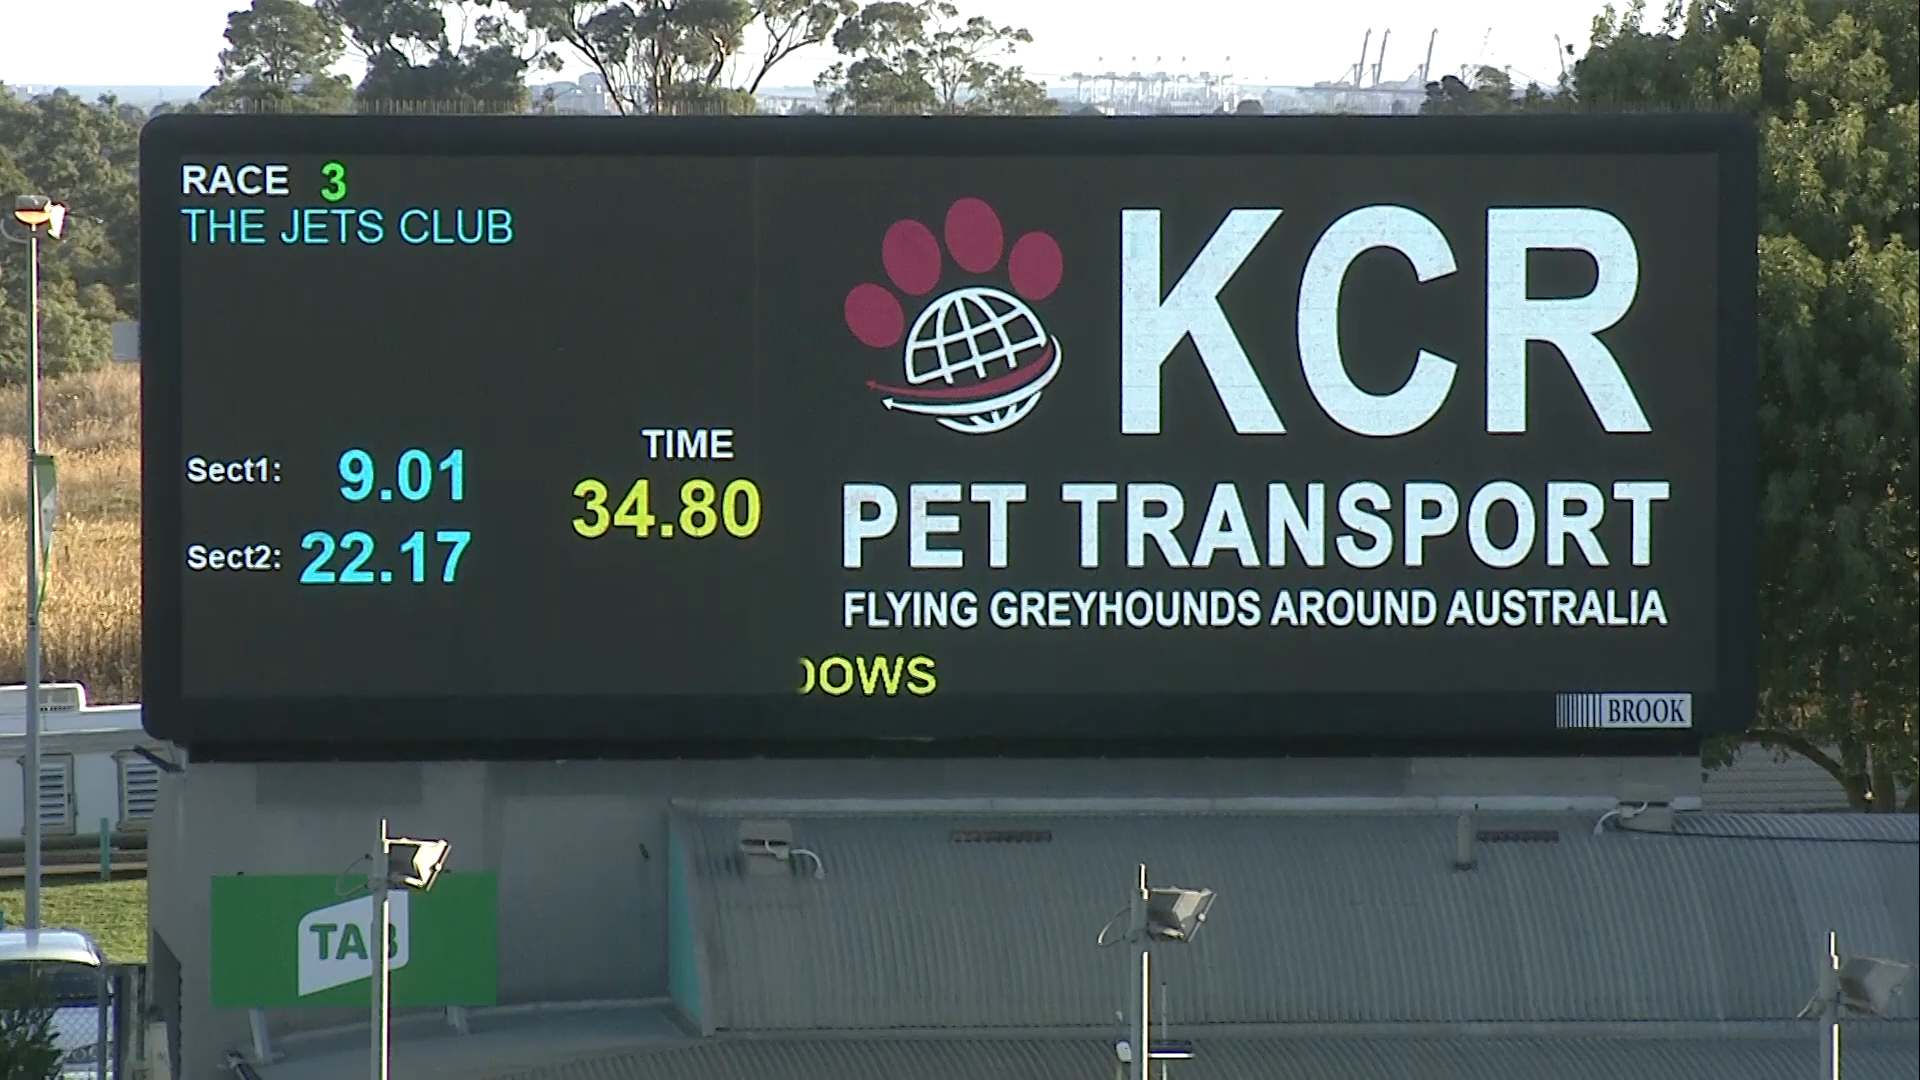 RACE 3
THE JETS CLUB
Sect1: 9.01
Sect2: 22.17
TIME
34.80
KCR
PET TRANSPORT
FLYING GREYHOUNDS AROUND AUSTRALIA
OWS
BROOK
TAB